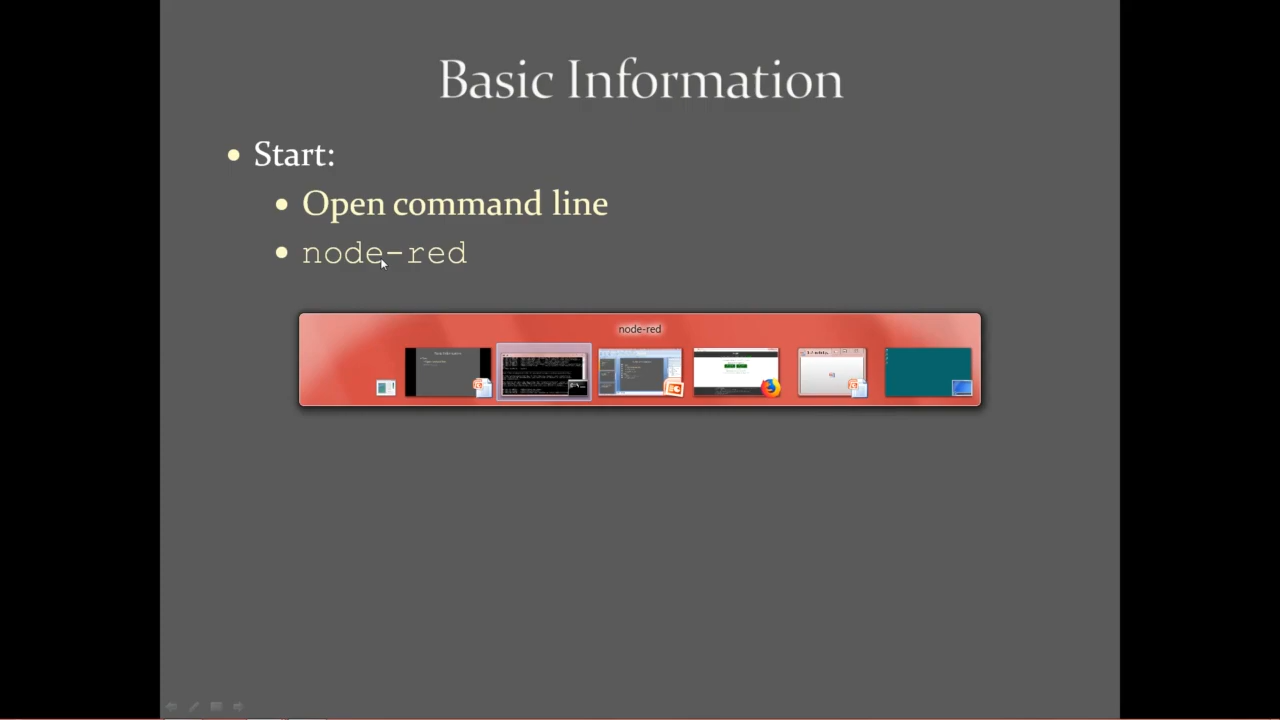 Basic Information
Start:
Open command line
node-red
node-red